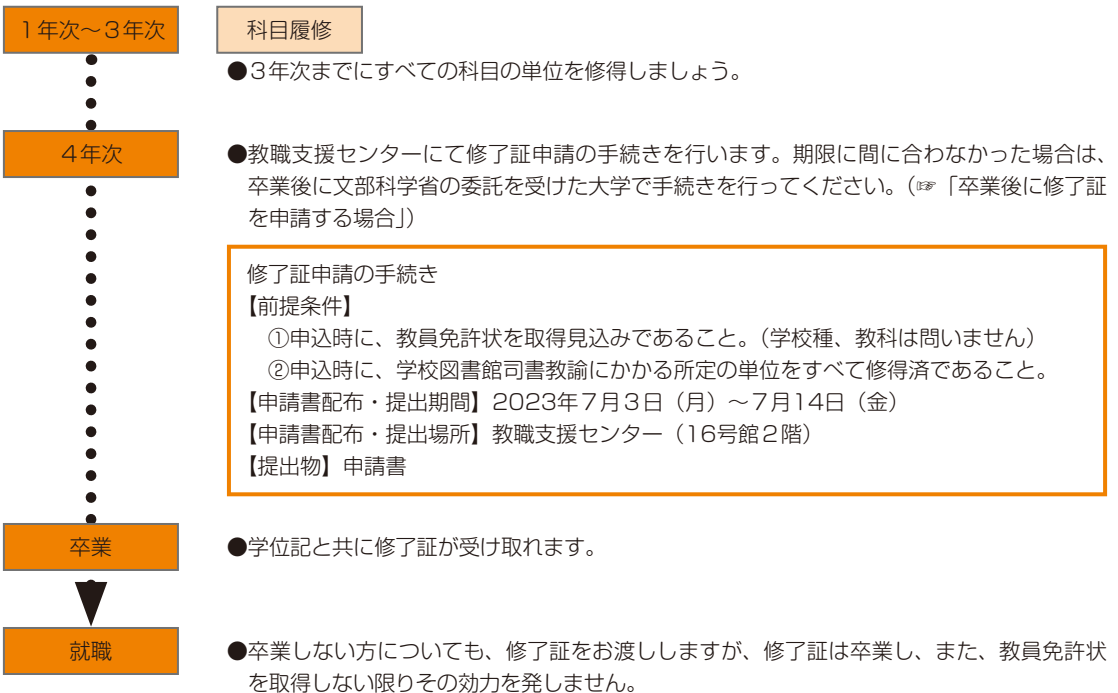 １年次～３年次
科目履修
●３年次までにすべての科目の単位を修得しましょう。
４年次
●教職支援センターにて修了証申請の手続きを行います。期限に間に合わなかった場合は、
卒業後に文部科学省の委託を受けた大学で手続きを行ってください。（☞「卒業後に修了証
を申請する場合」）
修了証申請の手続き
【前提条件】
①申込時に、教員免許状を取得見込みであること。（学校種、教科は問いません）
②申込時に、学校図書館司書教諭にかかる所定の単位をすべて修得済であること。
【申請書配布・提出期間】2023年７月３日（月）～７月14日（金）
【申請書配布・提出場所】教職支援センター（16号館２階）
【提出物】申請書
卒業
●学位記と共に修了証が受け取れます。
就職
●卒業しない方についても、修了証をお渡ししますが、修了証は卒業し、また、教員免許状
を取得しない限りその効力を発しません。